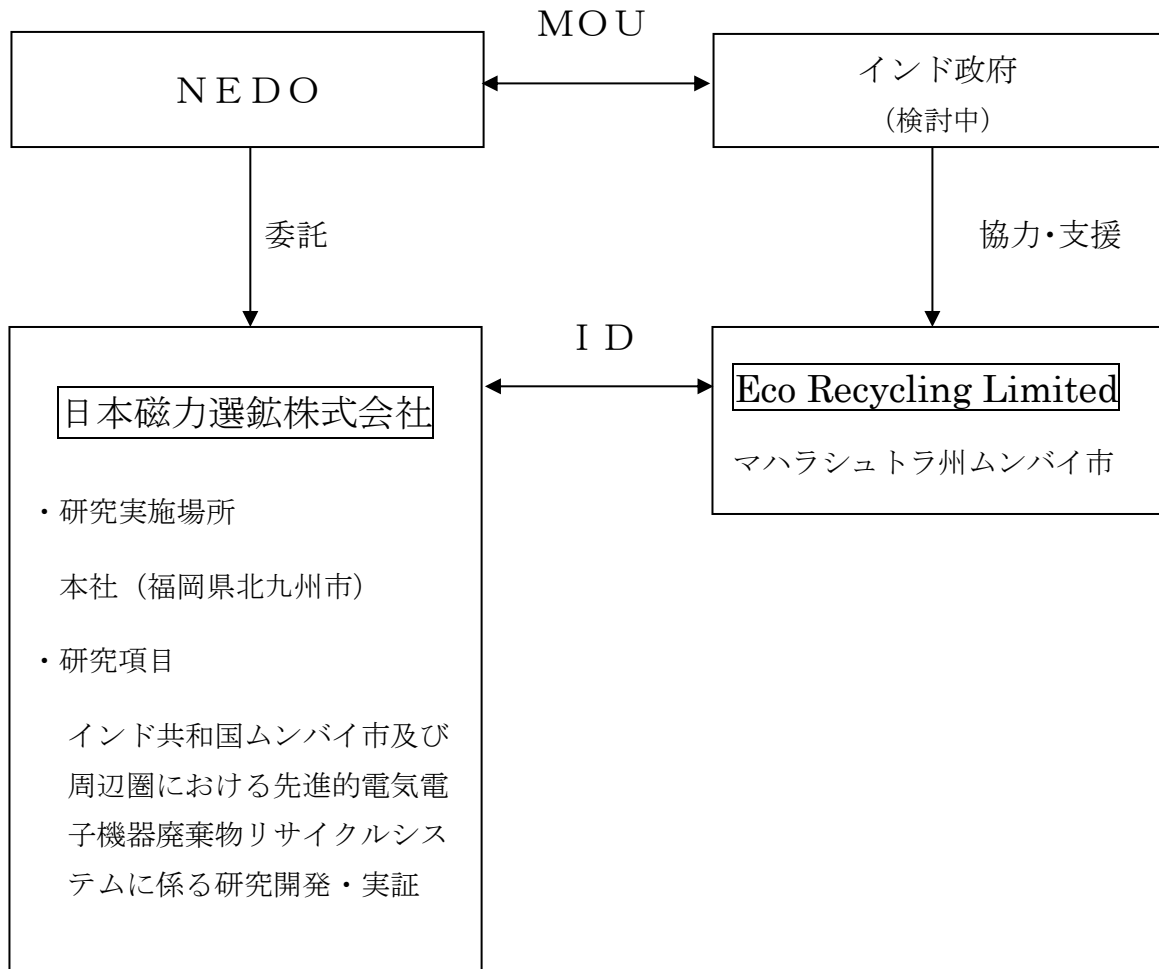 MOU
NEDO
インド政府
（検討中）
委託
協力・支援
ID
日本磁力選鉱株式会社
・研究実施場所
本社（福岡県北九州市）
・研究項目
インド共和国ムンバイ市及び
周辺圏における先進的電気電
子機器廃棄物リサイクルシス
テムに係る研究開発・実証
Eco Recycling Limited
マハラシュトラ州ムンバイ市